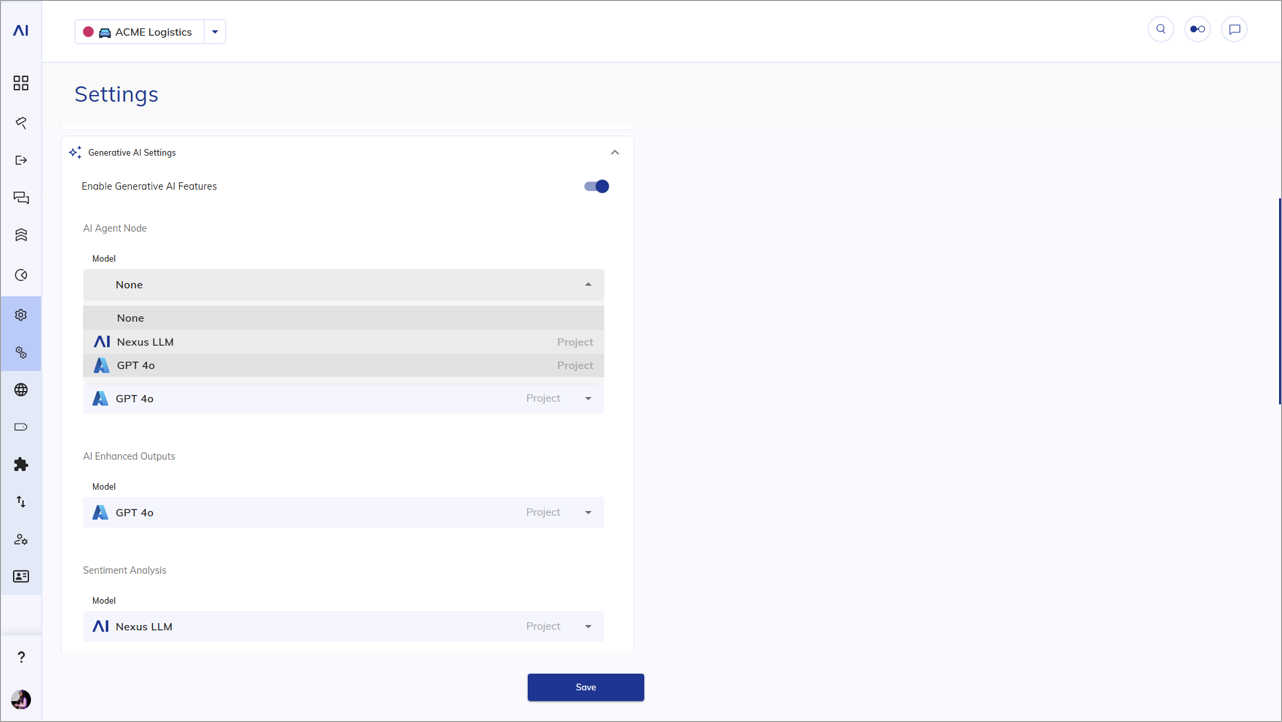 AI
ACME Logistics
Settings
Generative AI Settings
Enable Generative AI Features
AI Agent Node
Model
None
None
AI Nexus LLM Project
GPT 4o Project
GPT 4o Project
AI Enhanced Outputs
Model
GPT 4o Project
Sentiment Analysis
Model
AI Nexus LLM Project
?
Save